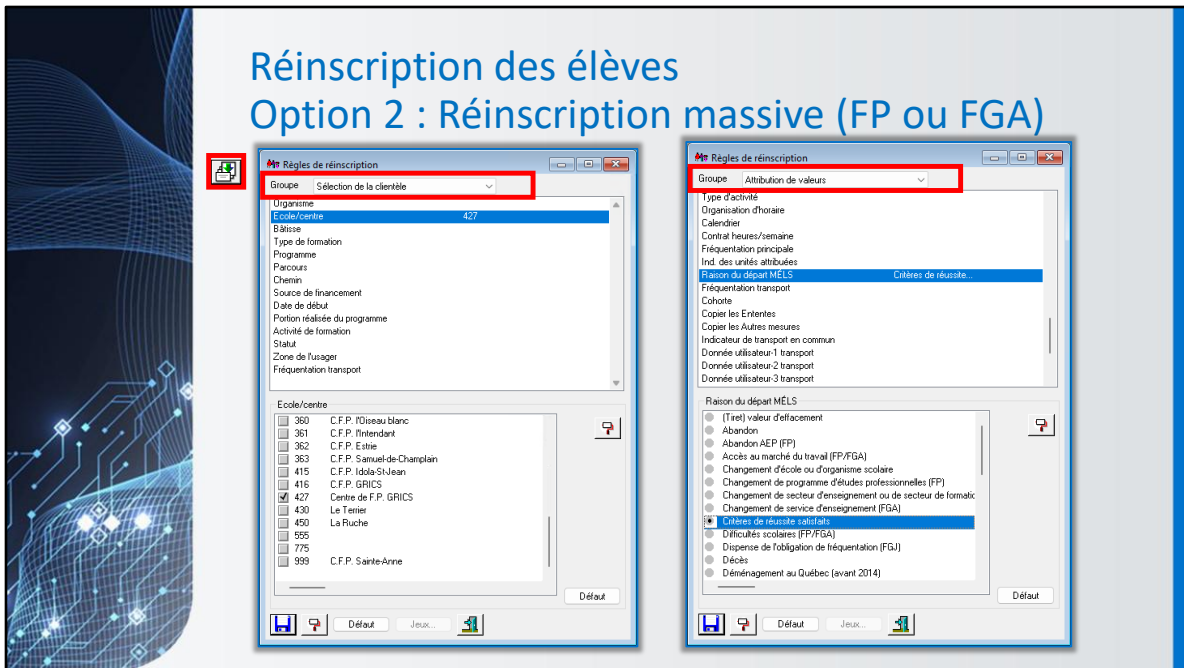 Réinscription des élèves
Option 2 : Réinscription massive (FP ou FGA)
Règles de réinscription
Groupe Sélection de la clientèle
Organisme
Ecole/centre 427
Bâtisse
Type de formation
Programme
Parcours
Chemin
Source de financement
Date de début
Portion réalisée du programme
Activité de formation
Statut
Zone de l'usager
Fréquentation transport
Ecole/centre
360 C.F.P. l'Oiseau blanc
361 C.F.P. l'Intendant
362 C.F.P. Estrie
363 C.F.P. Samuel-de-Champlain
415 C.F.P. Idola-St-Jean
416 C.F.P. GRICS
427 Centre de F.P. GRICS
430 Le Terrier
450 La Ruche
555
775
999 C.F.P. Sainte-Anne
Défaut
Défaut Jeux...
Règles de réinscription
Groupe Attribution de valeurs
Type d'activité
Organisation d'horaire
Calendrier
Contrat heures/semaine
Fréquentation principale
Ind. des unités attribuées
Raison du départ MÉLS Critères de réussite...
Fréquentation transport
Cohorte
Copier les Ententes
Copier les Autres mesures
Indicateur de transport en commun
Donnée utilisateur-1 transport
Donnée utilisateur-2 transport
Donnée utilisateur-3 transport
Raison du départ MÉLS
(Tiret) valeur d'effacement
Abandon
Abandon AEP (FP)
Accès au marché du travail (FP/FGA)
Changement d'école ou d'organisme scolaire
Changement de programme d'études professionnelles (FP)
Changement de secteur d'enseignement ou de secteur de formatic
Changement de service d'enseignement (FGA)
Critères de réussite satisfaits
Difficultés scolaires (FP/FGA)
Dispense de l'obligation de fréquentation (FGJ)
Décès
Déménagement au Québec (avant 2014)
Défaut
Défaut Jeux...